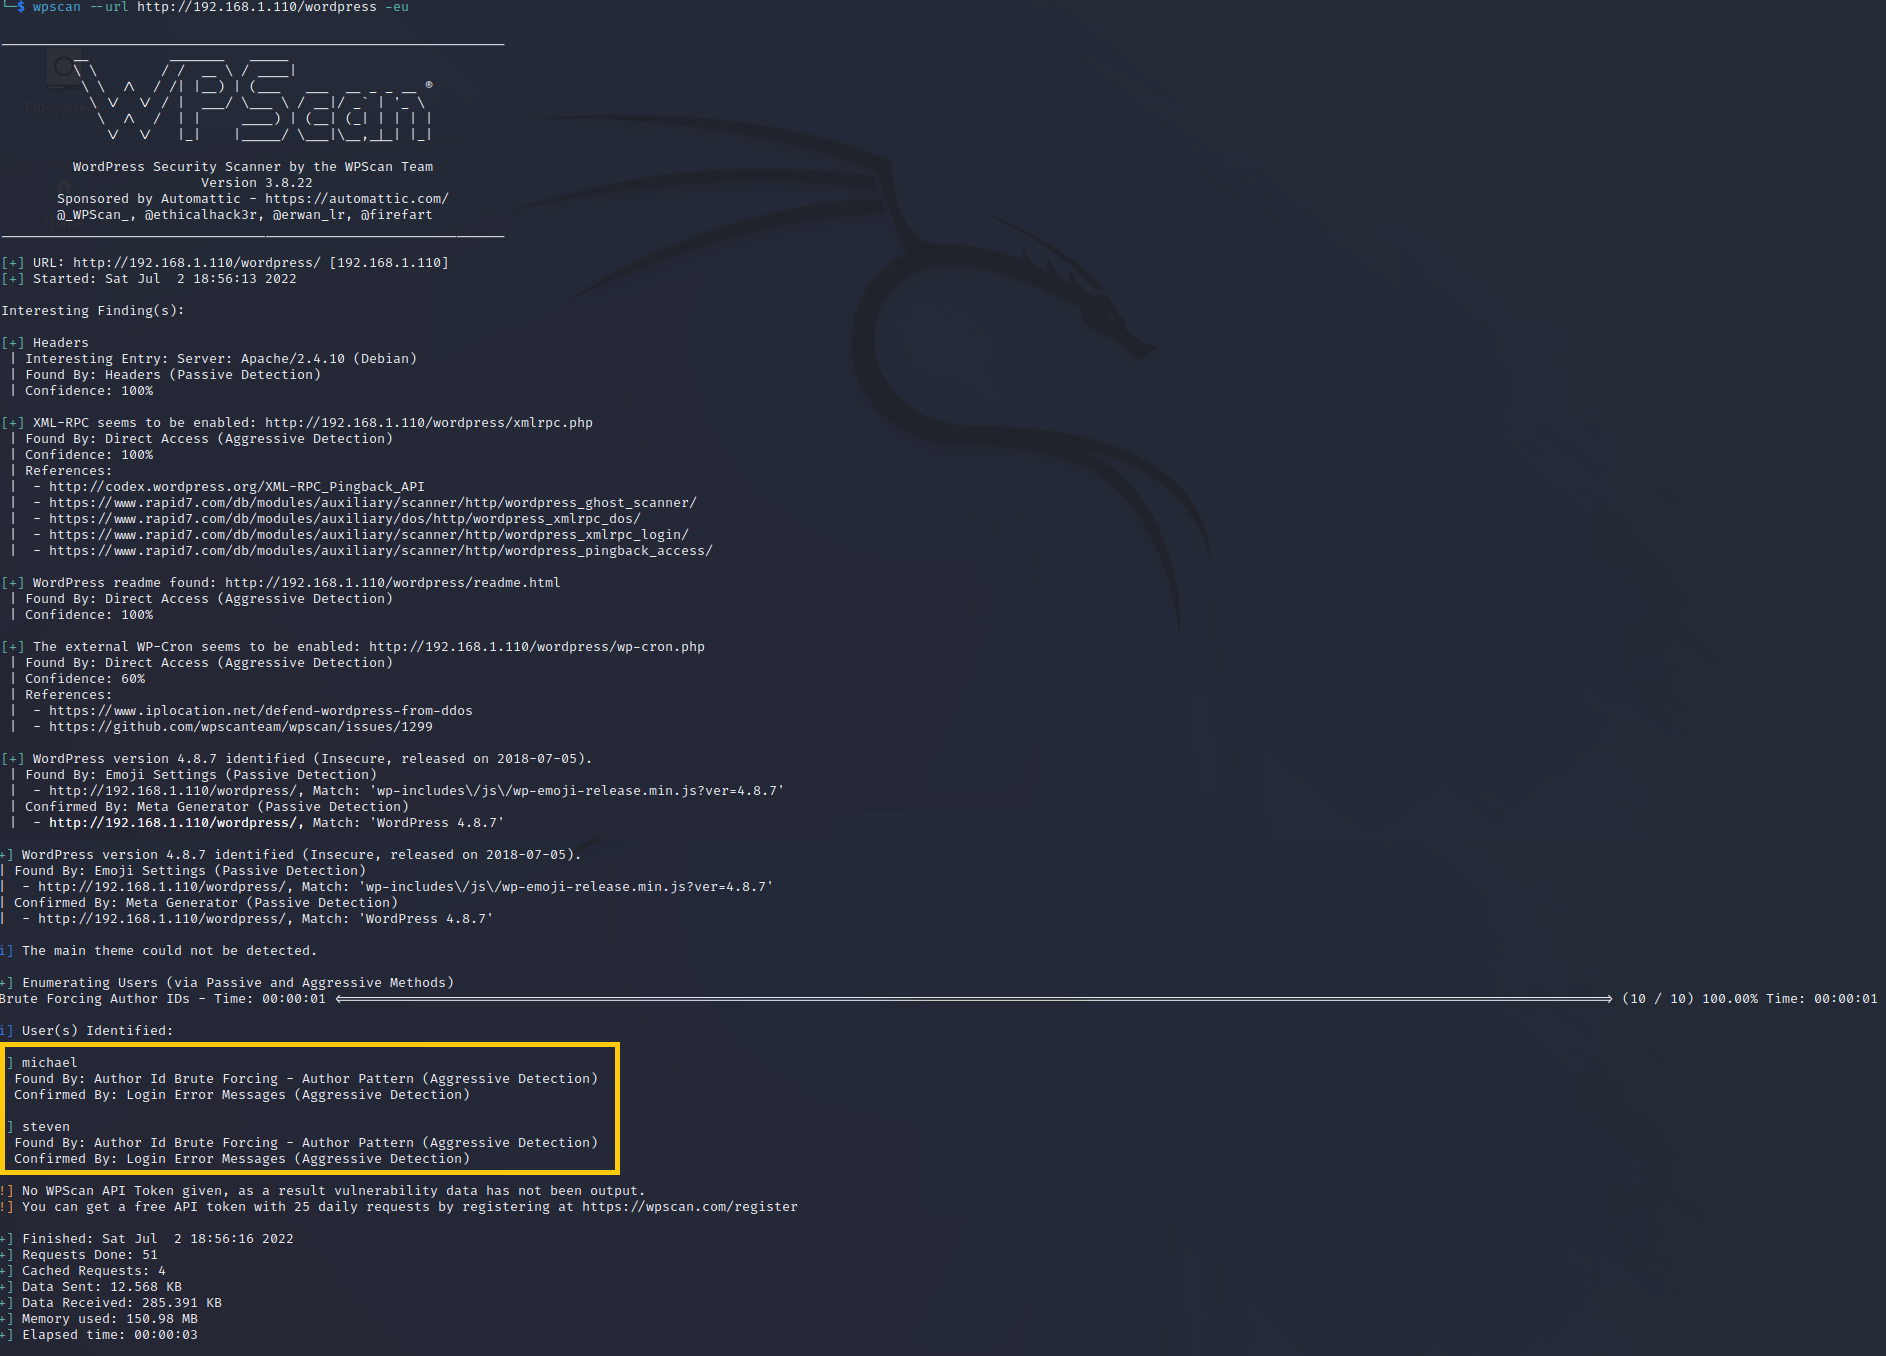 └─$ wpscan --url http://192.168.1.110/wordpress -eu
_______________________________________________________________
__          _______   _____
\ \        / /  __ \ / ____|
\ \  /\  / /| |__) | (___   ___  __ _ _ __ ®
\ \/  \/ / |  ___/ \___ \ / __|/ _` | '_ \
\  /\  /  | |     ____) | (__| (_| | | | |
\/  \/   |_|    |_____/ \___|\__,_|_| |_|
WordPress Security Scanner by the WPScan Team
Version 3.8.22
Sponsored by Automattic - https://automattic.com/
@_WPScan_, @ethicalhack3r, @erwan_lr, @firefart
_______________________________________________________________
[+] URL: http://192.168.1.110/wordpress/ [192.168.1.110]
[+] Started: Sat Jul  2 18:56:13 2022
Interesting Finding(s):
[+] Headers
| Interesting Entry: Server: Apache/2.4.10 (Debian)
| Found By: Headers (Passive Detection)
| Confidence: 100%
[+] XML-RPC seems to be enabled: http://192.168.1.110/wordpress/xmlrpc.php
| Found By: Direct Access (Aggressive Detection)
| Confidence: 100%
| References:
|  - http://codex.wordpress.org/XML-RPC_Pingback_API
|  - https://www.rapid7.com/db/modules/auxiliary/scanner/http/wordpress_ghost_scanner/
|  - https://www.rapid7.com/db/modules/auxiliary/dos/http/wordpress_xmlrpc_dos/
|  - https://www.rapid7.com/db/modules/auxiliary/scanner/http/wordpress_xmlrpc_login/
|  - https://www.rapid7.com/db/modules/auxiliary/scanner/http/wordpress_pingback_access/
[+] WordPress readme found: http://192.168.1.110/wordpress/readme.html
| Found By: Direct Access (Aggressive Detection)
| Confidence: 100%
[+] The external WP-Cron seems to be enabled: http://192.168.1.110/wordpress/wp-cron.php
| Found By: Direct Access (Aggressive Detection)
| Confidence: 60%
| References:
|  - https://www.iplocation.net/defend-wordpress-from-ddos
|  - https://github.com/wpscanteam/wpscan/issues/1299
[+] WordPress version 4.8.7 identified (Insecure, released on 2018-07-05).
| Found By: Emoji Settings (Passive Detection)
|  - http://192.168.1.110/wordpress/, Match: 'wp-includes\/js\/wp-emoji-release.min.js?ver=4.8.7'
| Confirmed By: Meta Generator (Passive Detection)
|  - http://192.168.1.110/wordpress/, Match: 'WordPress 4.8.7'
+] WordPress version 4.8.7 identified (Insecure, released on 2018-07-05).
| Found By: Emoji Settings (Passive Detection)
|  - http://192.168.1.110/wordpress/, Match: 'wp-includes\/js\/wp-emoji-release.min.js?ver=4.8.7'
| Confirmed By: Meta Generator (Passive Detection)
|  - http://192.168.1.110/wordpress/, Match: 'WordPress 4.8.7'
i] The main theme could not be detected.
+] Enumerating Users (via Passive and Aggressive Methods)
Brute Forcing Author IDs - Time: 00:00:01 <==============================> (10 / 10) 100.00% Time: 00:00:01
i] User(s) Identified:
] michael
Found By: Author Id Brute Forcing - Author Pattern (Aggressive Detection)
Confirmed By: Login Error Messages (Aggressive Detection)
] steven
Found By: Author Id Brute Forcing - Author Pattern (Aggressive Detection)
Confirmed By: Login Error Messages (Aggressive Detection)
!] No WPScan API Token given, as a result vulnerability data has not been output.
!] You can get a free API token with 25 daily requests by registering at https://wpscan.com/register
+] Finished: Sat Jul  2 18:56:16 2022
+] Requests Done: 51
+] Cached Requests: 4
+] Data Sent: 12.568 KB
+] Data Received: 285.391 KB
+] Memory used: 150.98 MB
+] Elapsed time: 00:00:03